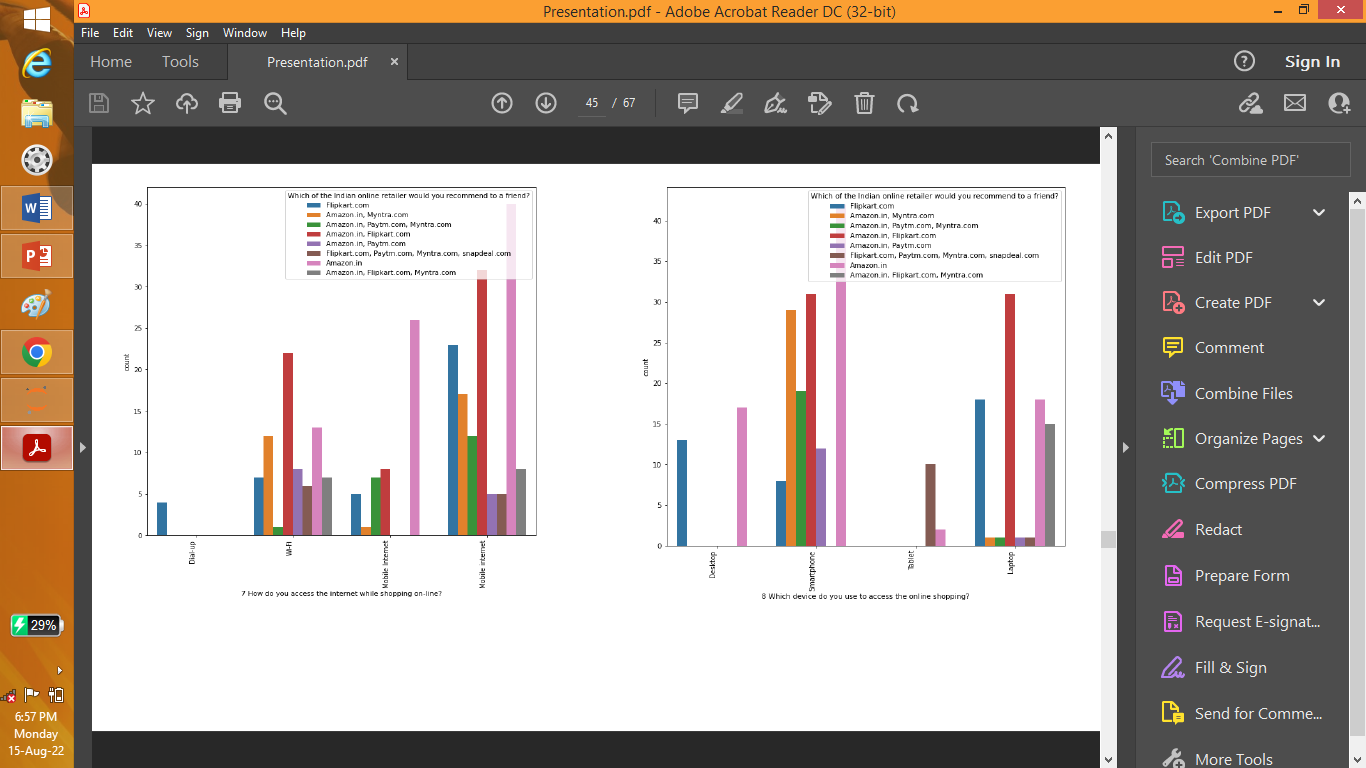 Presentation.pdf - Adobe Acrobat Reader DC (32-bit)
File Edit View Sign Window Help
Home Tools Presentation.pdf × Sign In
45 / 67
Search 'Combine PDF'
Export PDF
Edit PDF
Create PDF
Comment
Combine Files
Organize Pages
Compress PDF
Redact
Prepare Form
Request E-signat...
Fill & Sign
Send for Comme...
More Tools
Which of the Indian online retailer would you recommend to a friend?
Flipkart.com
Amazon.in, Myntra.com
Amazon.in, Paytm.com, Myntra.com
Amazon.in, Flipkart.com
Amazon.in, Paytm.com
Flipkart.com, Paytm.com, Myntra.com, snapdeal.com
Amazon.in
Amazon.in, Flipkart.com, Myntra.com
40
35
30
25
20
15
10
5
0
count
Dial-up
Wi-Fi
Mobile internet
Mobile internet
7 How do you access the internet while shopping on-line?
Which of the Indian online retailer would you recommend to a friend?
Flipkart.com
Amazon.in, Myntra.com
Amazon.in, Paytm.com, Myntra.com
Amazon.in, Flipkart.com
Amazon.in, Paytm.com
Flipkart.com, Paytm.com, Myntra.com, snapdeal.com
Amazon.in
Amazon.in, Flipkart.com, Myntra.com
40
35
30
25
20
15
10
5
0
count
Desktop
Smartphone
Tablet
Laptop
8 Which device do you use to access the online shopping?
29%
6:57 PM
Monday
15-Aug-22